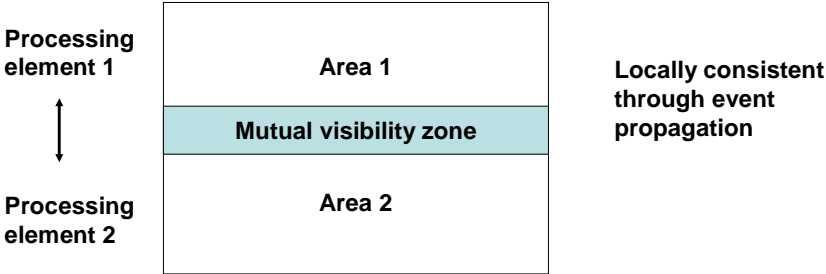 Processing
element 1
Area 1
Locally consistent
through event
propagation
Mutual visibility zone
Processing
element 2
Area 2